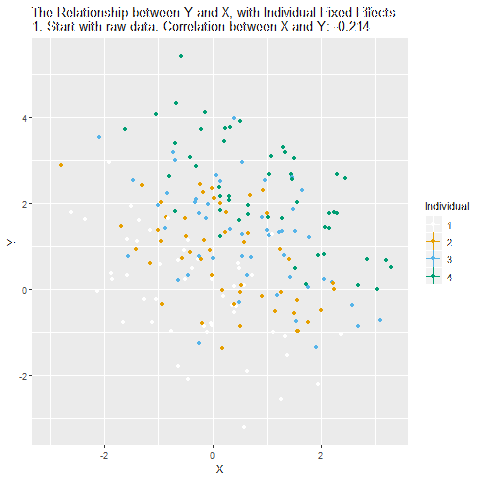 The Relationship between Y and X, with Individual Fixed Effects
1. Start with raw data. Correlation between X and Y: -0.214
4
2
0
-2
Y
-2
0
2
X
Individual
1
2
3
4